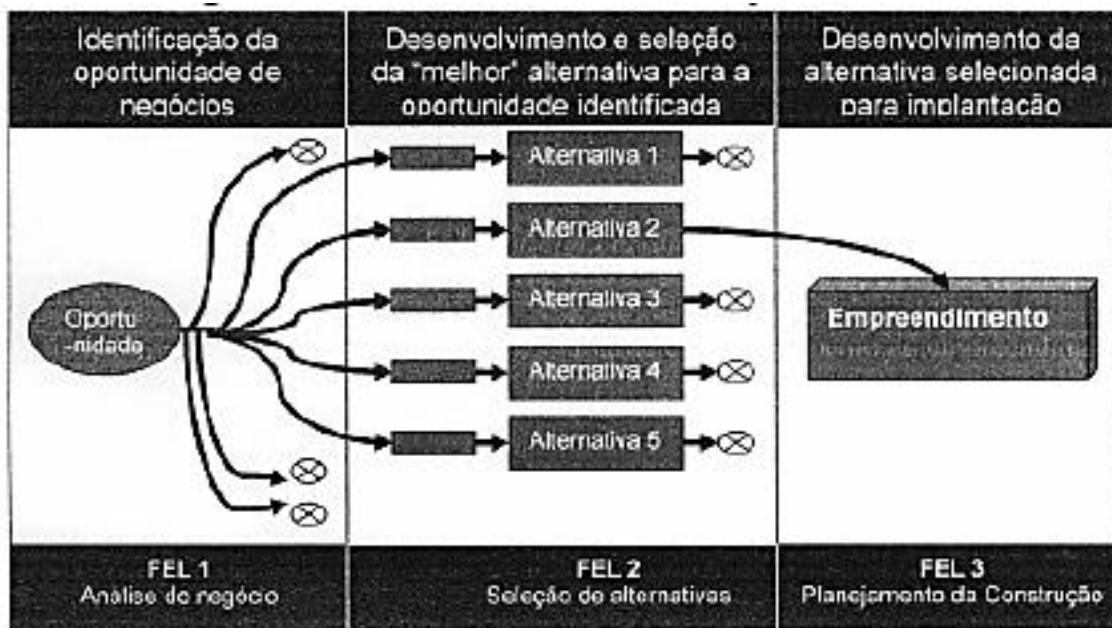 Identificação da
oportunidade de
negócios
Desenvolvimento e seleção
da "melhor" alternativa para a
oportunidade identificada
Desenvolvimento da
alternativa selecionada
para implantação
Alternativa 1
Alternativa 2
Alternativa 3
Alternativa 4
Alternativa 5
Oportu
-nidade
Empreendimento
FEL 1
Análise do negócio
FEL 2
Seleção de alternativas
FEL 3
Planejamento da Construção